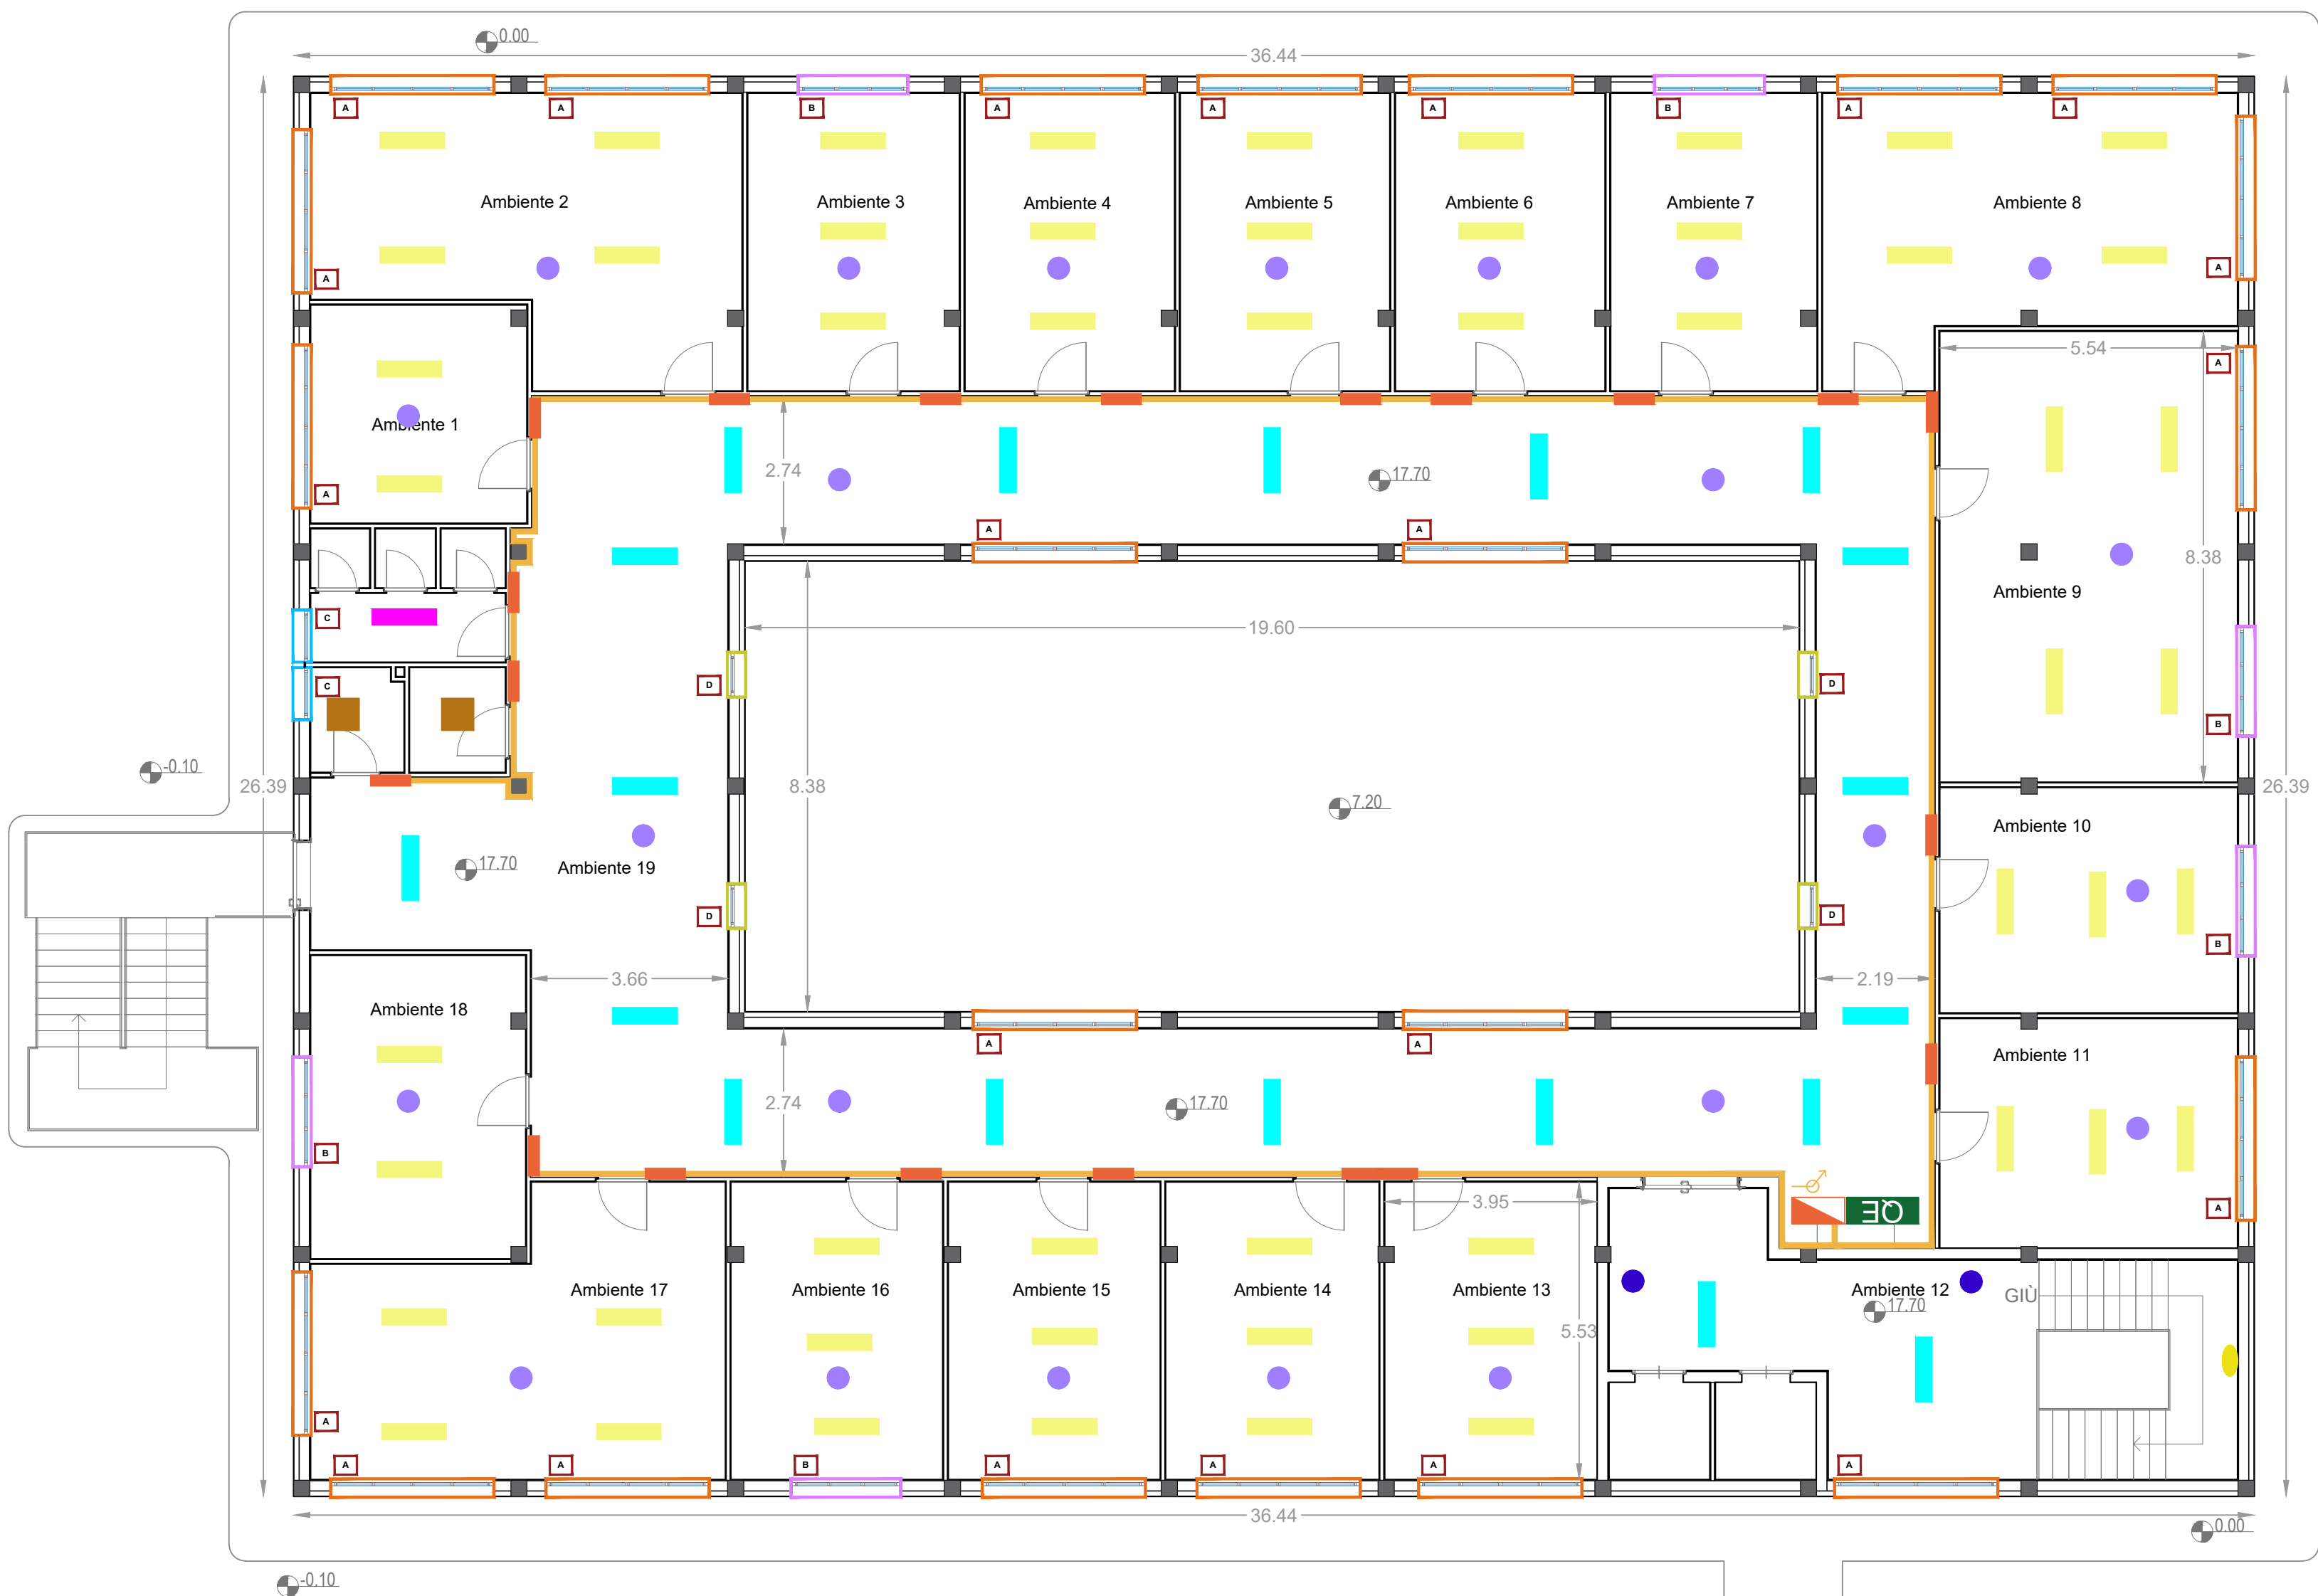 0.00
36.44
A
A
B
A
A
A
B
A
A
Ambiente 2
Ambiente 3
Ambiente 4
Ambiente 5
Ambiente 6
Ambiente 7
Ambiente 8
A
A
5.54
A
Ambiente 1
A
2.74
17.70
A
A
8.38
Ambiente 9
C
19.60
C
D
D
B
-0.10
26.39
8.38
7.20
26.39
Ambiente 10
17.70
Ambiente 19
D
D
B
3.66
2.19
Ambiente 18
A
A
Ambiente 11
2.74
17.70
B
3.95
QE
A
Ambiente 17
Ambiente 16
Ambiente 15
Ambiente 14
Ambiente 13
Ambiente 12
GIÙ
17.70
5.53
A
A
A
B
A
A
A
A
36.44
0.00
-0.10